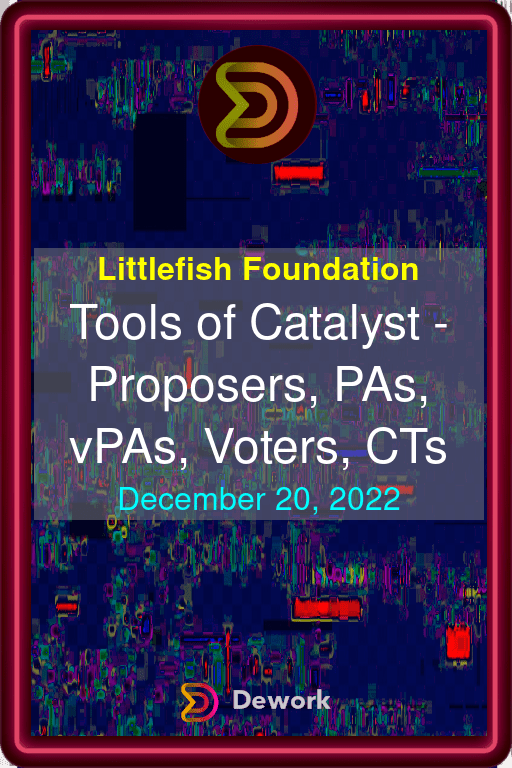 Littlefish Foundation
Tools of Catalyst -
Proposers, PAs,
vPAs, Voters, CTs
December 20, 2022
Dework